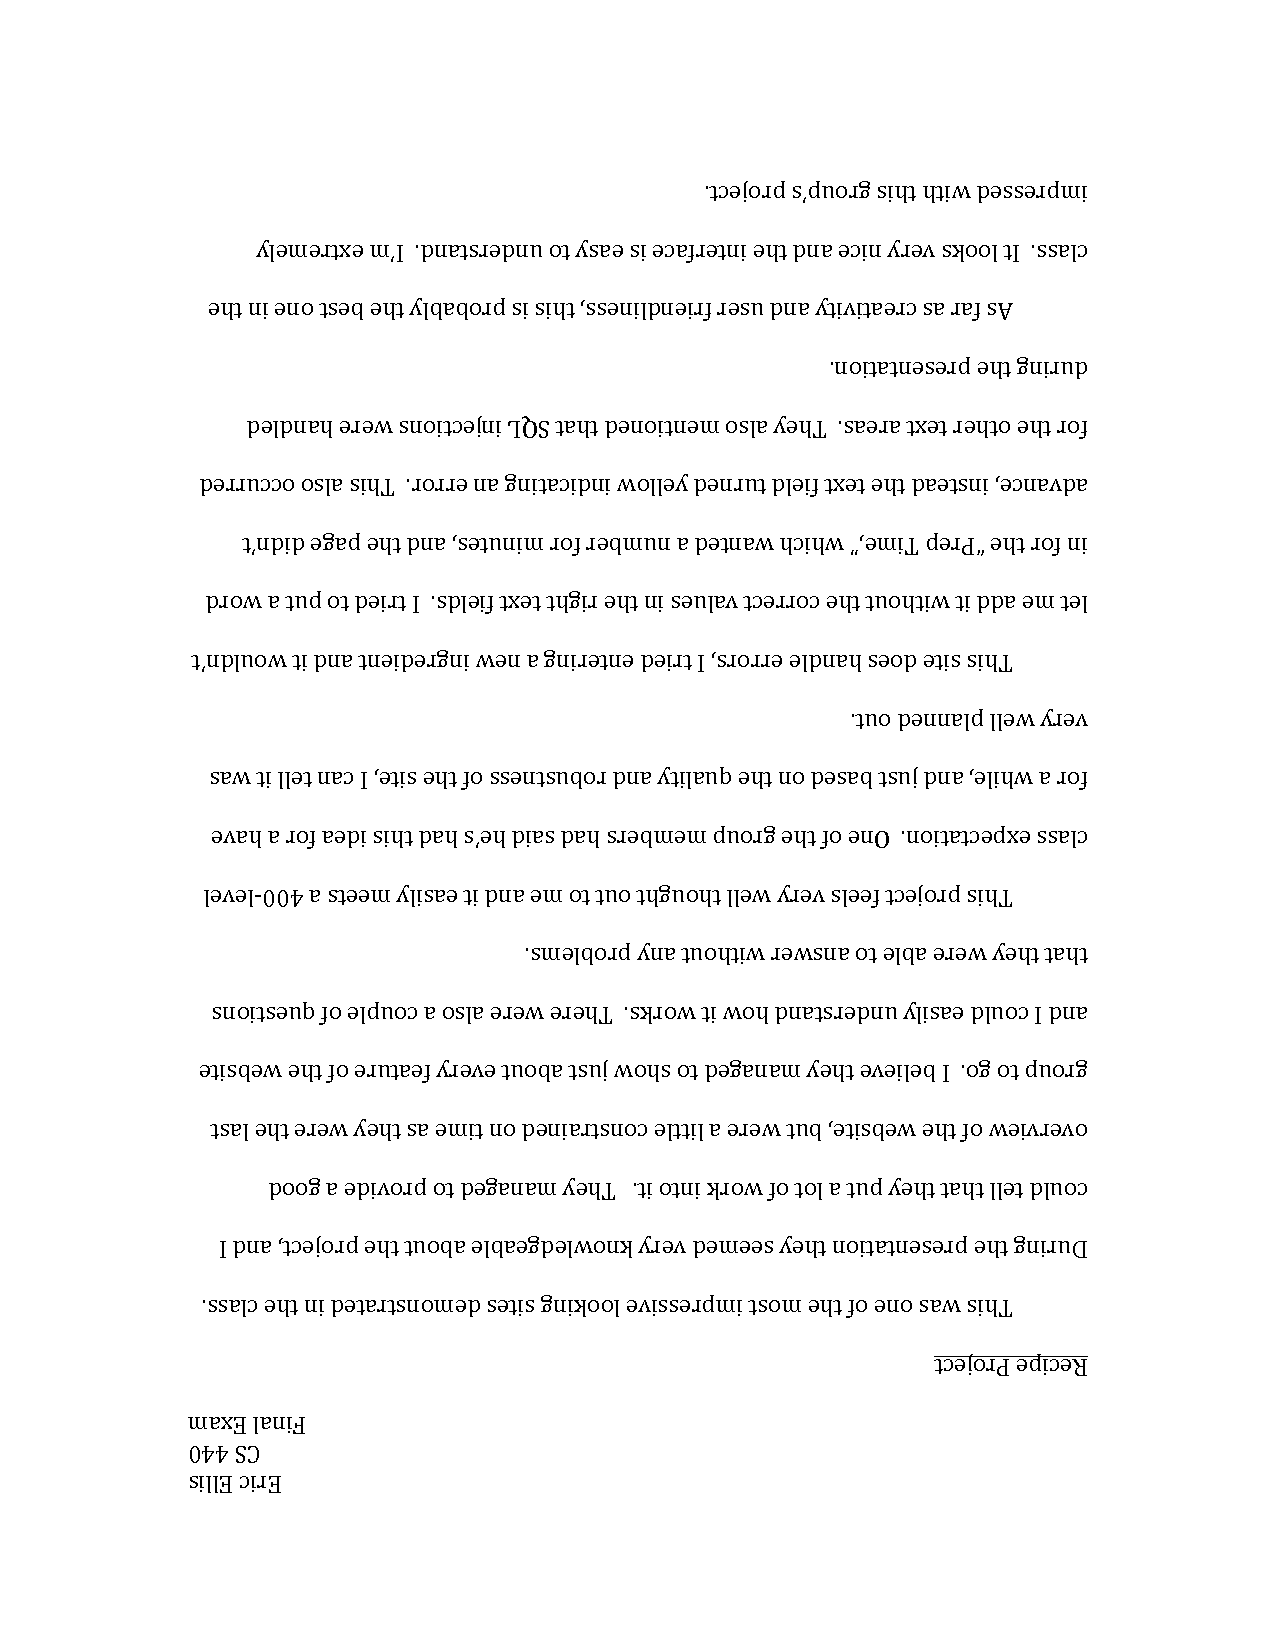 Eric Ellis
CS 440
Final Exam
Recipe Project
This was one of the most impressive looking sites demonstrated in the class.
During the presentation they seemed very knowledgeable about the project, and I
could tell that they put a lot of work into it.   They managed to provide a good
overview of the website, but were a little constrained on time as they were the last
group to go.  I believe they managed to show just about every feature of the website
and I could easily understand how it works.  There were also a couple of questions
that they were able to answer without any problems.
This project feels very well thought out to me and it easily meets a 400-level
class expectation.  One of the group members had said he’s had this idea for a have
for a while, and just based on the quality and robustness of the site, I can tell it was
very well planned out.
This site does handle errors, I tried entering a new ingredient and it wouldn’t
let me add it without the correct values in the right text fields.  I tried to put a word
in for the “Prep Time,” which wanted a number for minutes, and the page didn’t
advance, instead the text field turned yellow indicating an error.  This also occurred
for the other text areas.  They also mentioned that SQL injections were handled
during the presentation.
As far as creativity and user friendliness, this is probably the best one in the
class.  It looks very nice and the interface is easy to understand.  I’m extremely
impressed with this group’s project.